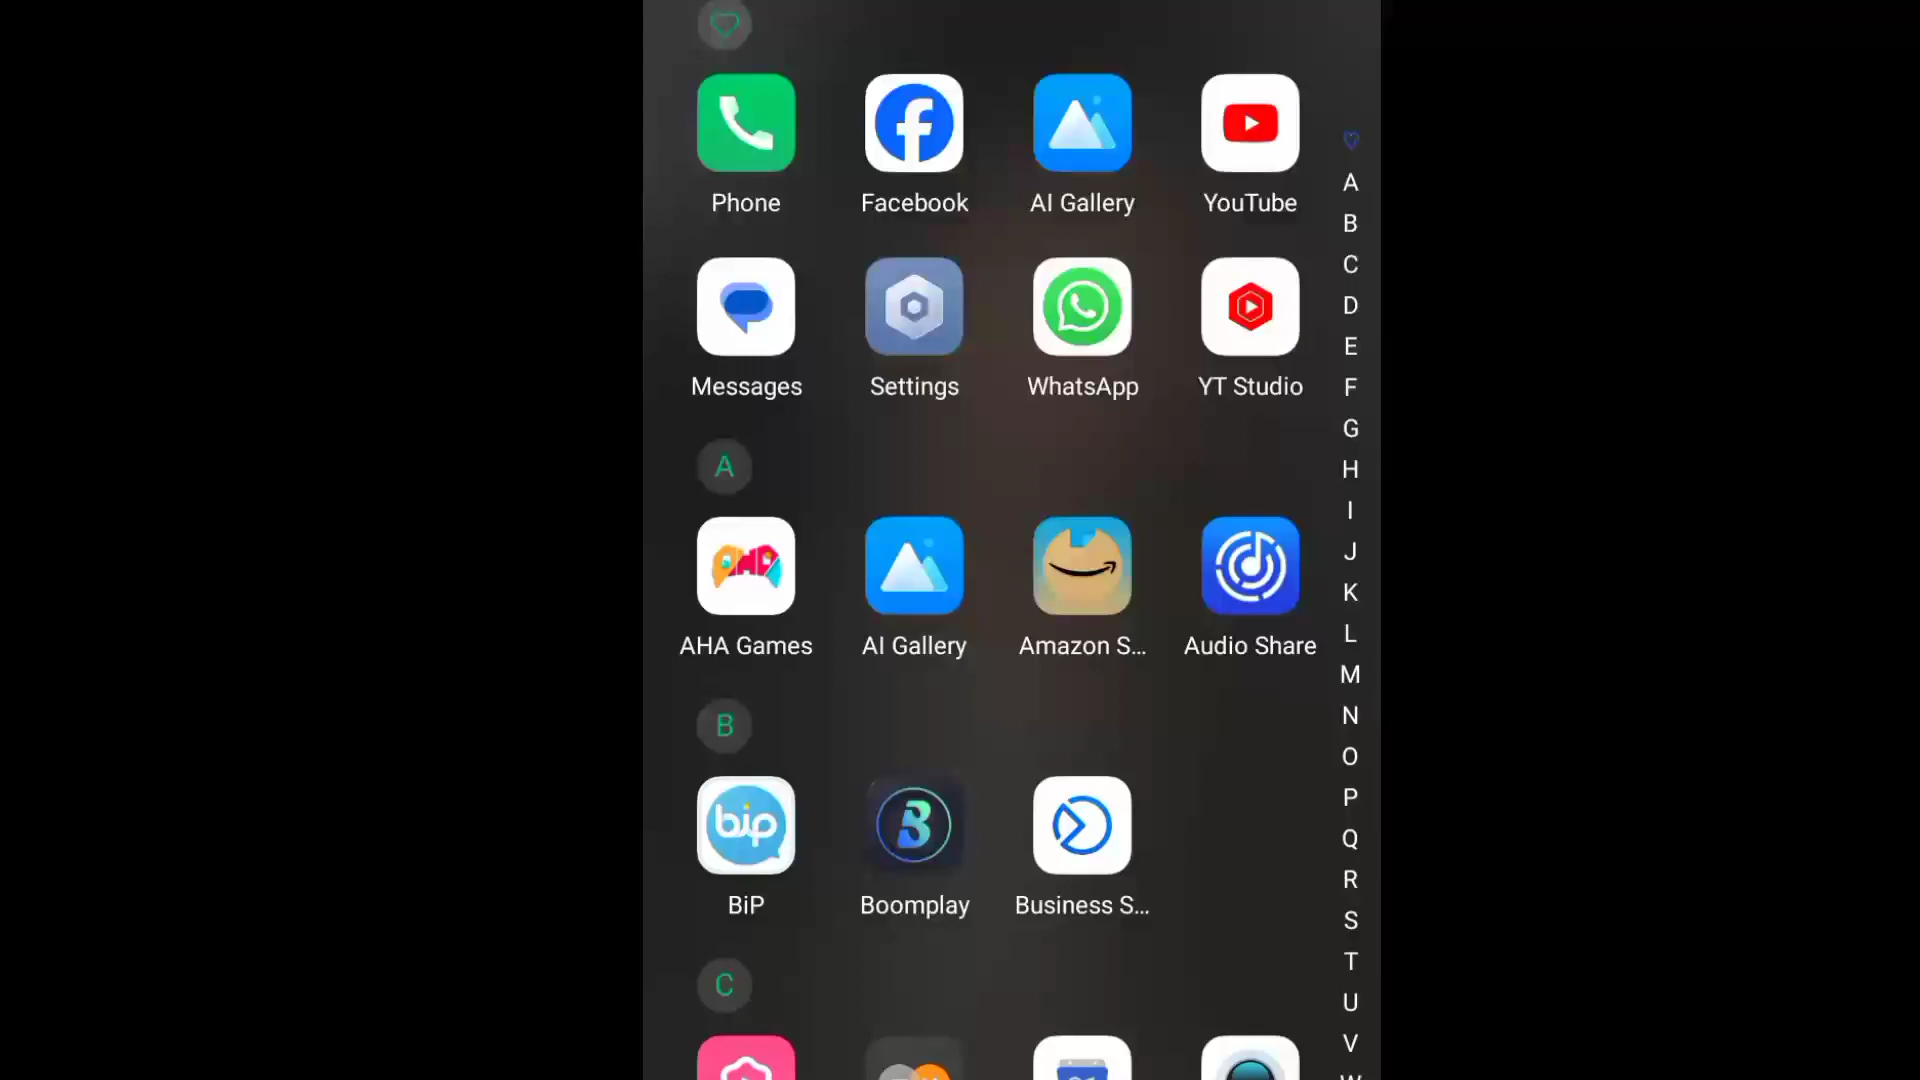 Phone Facebook AI Gallery YouTube
Messages Settings WhatsApp YT Studio
A
AHA Games AI Gallery Amazon S... Audio Share
B
bip
BiP Boomplay Business S...
C
A
B
C
D
E
F
G
H
I
J
K
L
M
N
O
P
Q
R
S
T
U
V